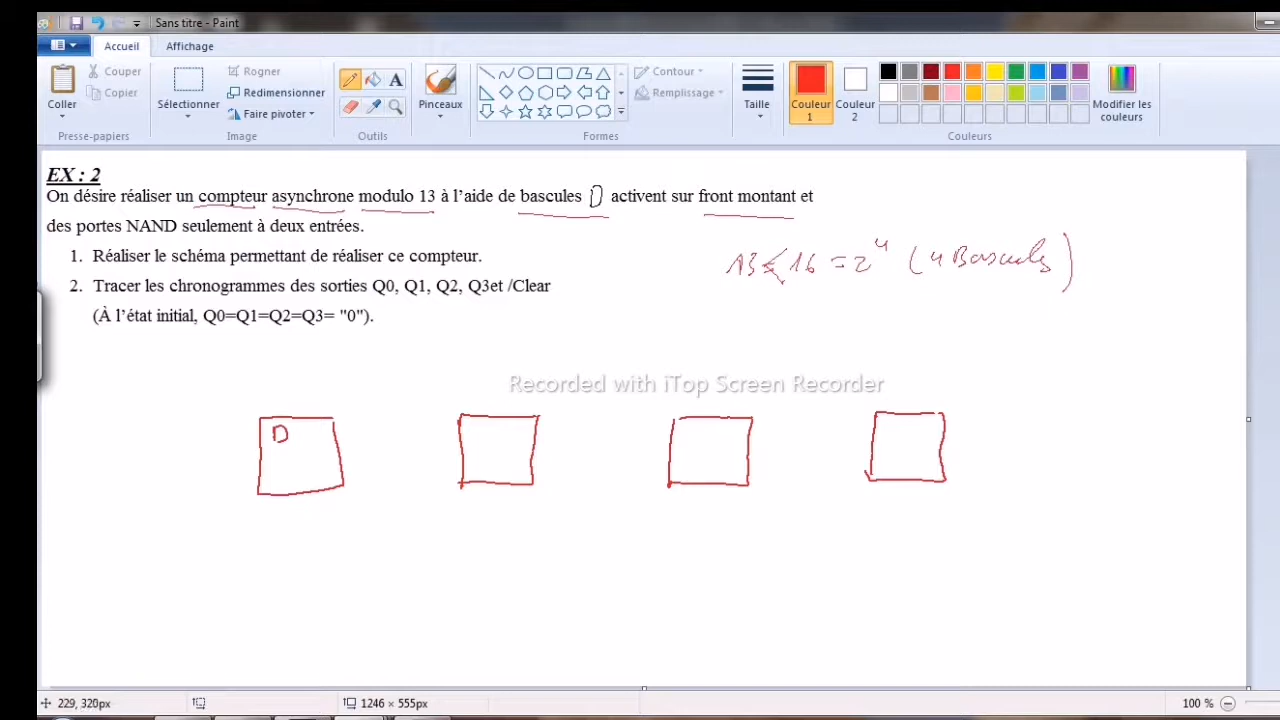 Sans titre - Paint
Accueil Affichage
Coller
Couper
Copier
Presse-papiers
Sélectionner
Rogner
Redimensionner
Faire pivoter
Image
A
Outils
Pinceaux
Contour
Remplissage
Formes
Taille
Couleur 1
Couleur 2
Modifier les couleurs
Couleurs
EX : 2
On désire réaliser un compteur asynchrone modulo 13 à l'aide de bascules D activent sur front montant et
des portes NAND seulement à deux entrées.
1. Réaliser le schéma permettant de réaliser ce compteur.
13 ≤ 16 = 2^4 (4 Bascules)
2. Tracer les chronogrammes des sorties Q0, Q1, Q2, Q3et /Clear
(À l'état initial, Q0=Q1=Q2=Q3= "0").
Recorded with iTop Screen Recorder
D
229, 320px
1246 × 555px
100 %